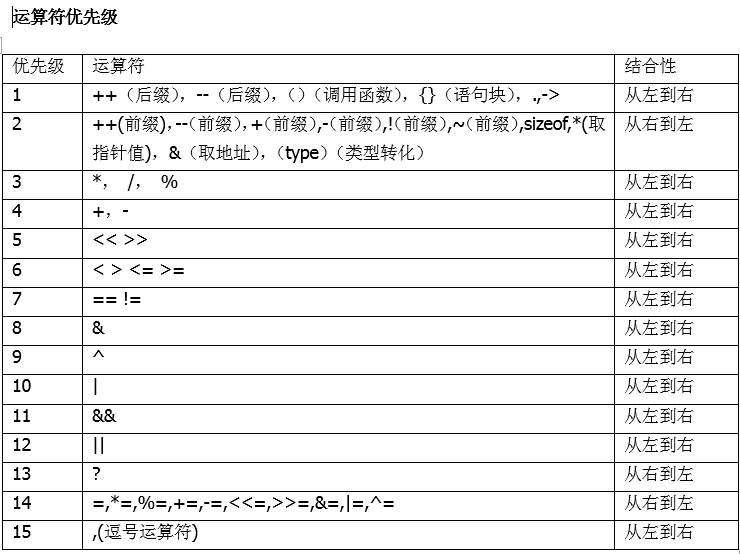 运算符优先级
优先级 运算符 结合性
1 ++（后缀），--（后缀），（）（调用函数），{}（语句块），.,-> 从左到右
2 ++(前缀),--（前缀），+（前缀）,-（前缀）,!（前缀）,~（前缀）,sizeof,*(取 从右到左
指针值)，&（取地址），（type）（类型转化）
3 *， /， % 从左到右
4 +，- 从左到右
5 << >> 从左到右
6 < > <= >= 从左到右
7 == != 从左到右
8 & 从左到右
9 ^ 从左到右
10 | 从左到右
11 && 从左到右
12 || 从左到右
13 ? 从右到左
14 =,*=,%=,+=,-=,<<=,>>=,&=,|=,^= 从右到左
15 ,(逗号运算符) 从左到右